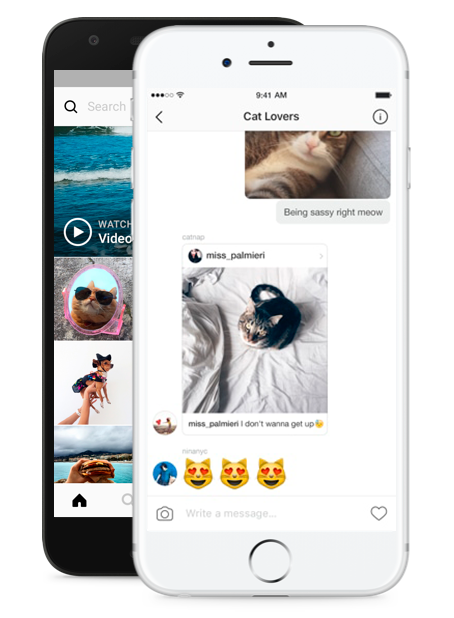 Search
WATCH
Video
9:41 AM
Cat Lovers
Being sassy right meow
catnap
miss_palmieri
miss_palmieri I don't wanna get up
ninanyc
Write a message...